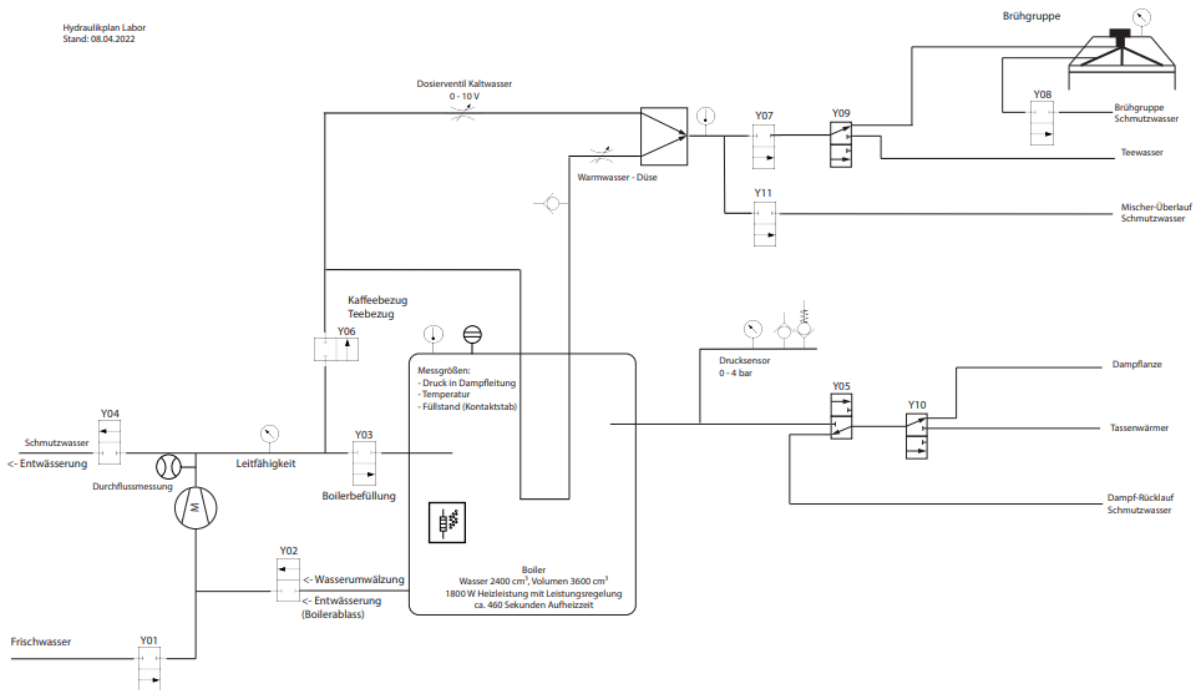 Hydraulikplan Labor
Stand: 08.04.2022
Brühgruppe
Dosierventil Kaltwasser
0 - 10 V
Y07
Y09
Y08
Brühgruppe
Schmutzwasser
Teewasser
Warmwasser - Düse
Y11
Mischer-Überlauf
Schmutzwasser
Kaffeebezug
Teebezug
Y06
Messgrößen:
- Druck in Dampfleitung
- Temperatur
- Füllstand (Kontaktstab)
Drucksensor
0 - 4 bar
Y05
Y10
Dampflanze
Tassenwärmer
Dampf-Rücklauf
Schmutzwasser
Y04
Schmutzwasser
<- Entwässerung
Leitfähigkeit
Y03
Boilerbefüllung
Durchflussmessung
M
Y02
<- Wasserumwälzung
<- Entwässerung
(Boilerablass)
Boiler
Wasser 2400 cm³, Volumen 3600 cm³
1800 W Heizleistung mit Leistungsregelung
ca. 460 Sekunden Aufheizzeit
Frischwasser
Y01